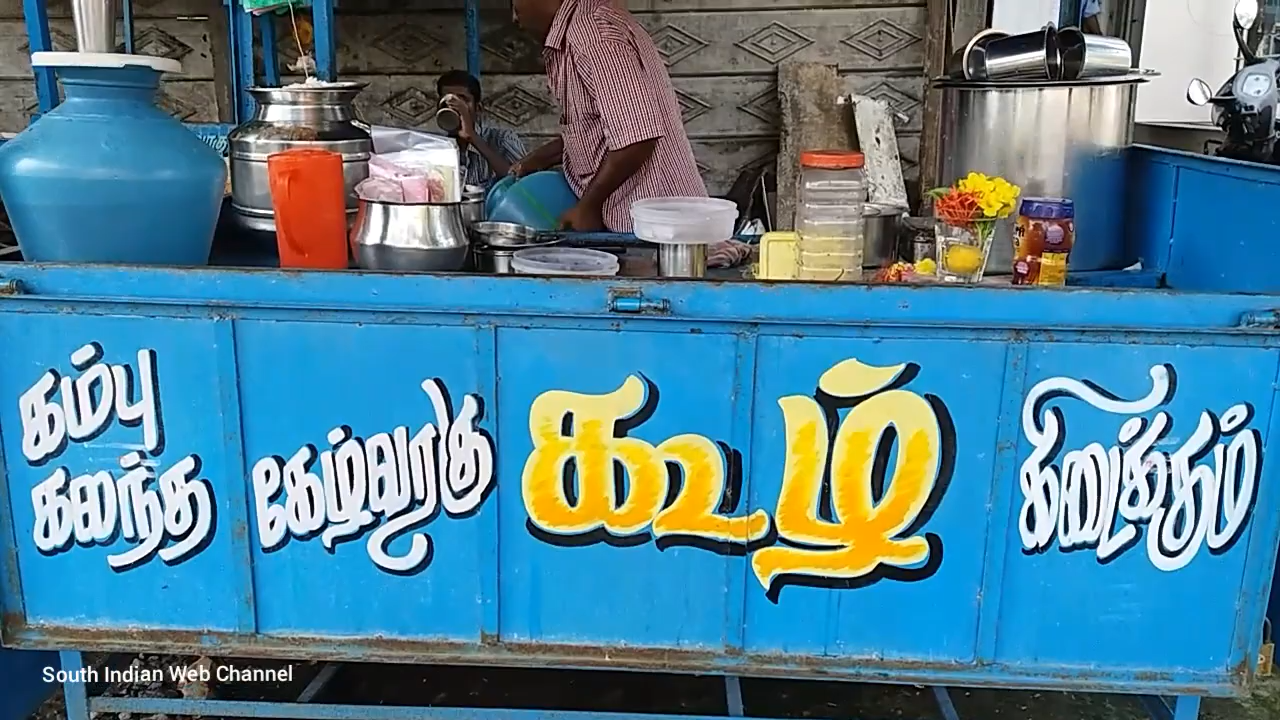 கம்பு
கலந்த
கேழ்வரகு
கூழ்
கிடைக்கும்
South Indian Web Channel